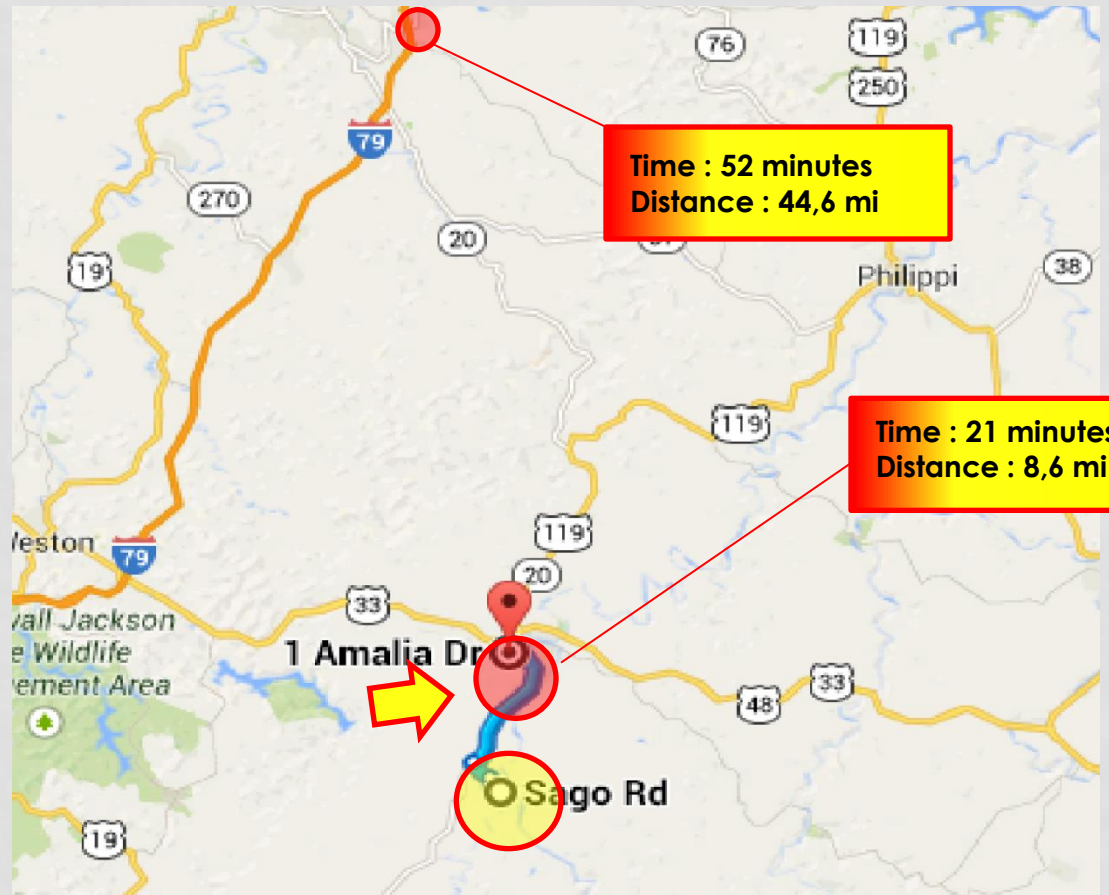 76
119
250
79
Time : 52 minutes
Distance : 44,6 mi
270
20
19
Philippi
38
119
Time : 21 minutes
Distance : 8,6 mi
119
eston
79
20
33
wall Jackson
e Wildlife
ement Area
1 Amalia Dr
33
48
Sago Rd
19